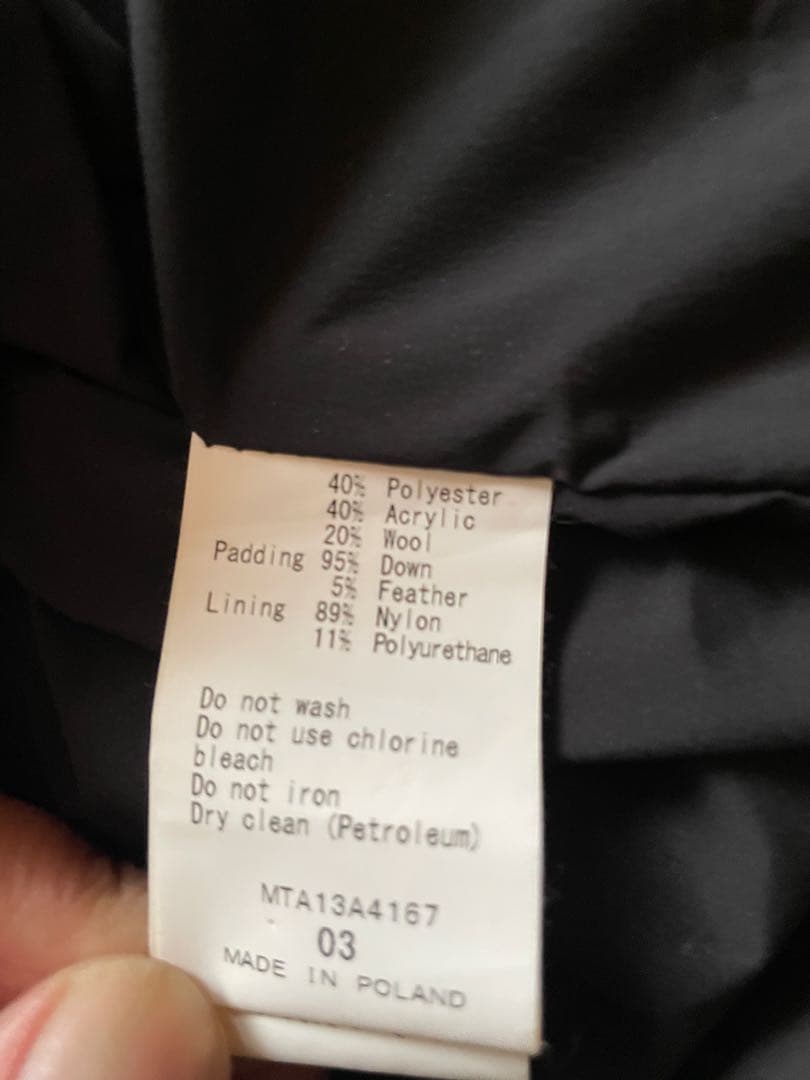 40% Polyester
40% Acrylic
20% Wool
Padding 95% Down
5% Feather
Lining 89% Nylon
11% Polyurethane
Do not wash
Do not use chlorine
bleach
Do not iron
Dry clean (Petroleum)
MTA13A4167
03
MADE IN POLAND